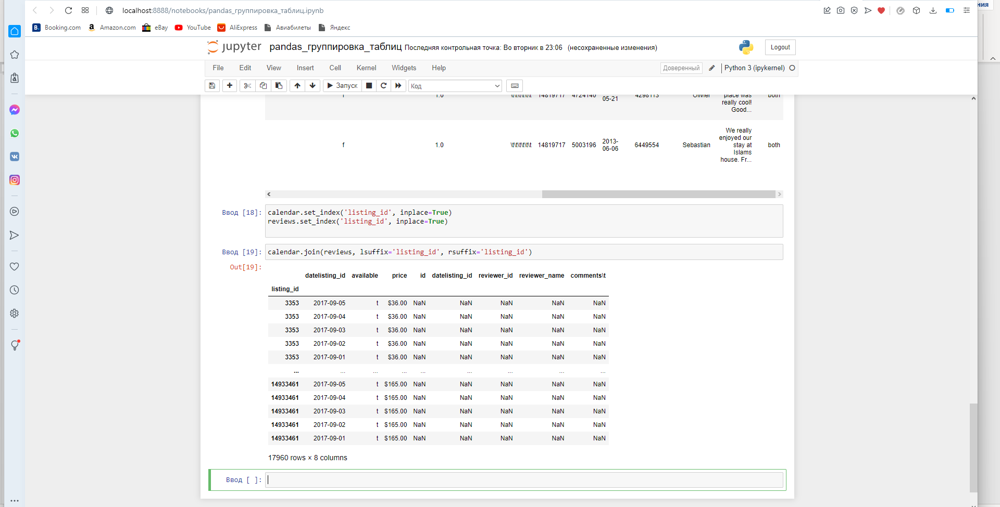 ния
localhost:8888/notebooks/pandas_группировка_таблиц.ipynb
Booking.com Amazon.com eBay YouTube AliExpress Авиабилеты Яндекс
jupyter pandas_группировка_таблиц Последняя контрольная точка: Во вторник в 23:06 (несохраненные изменения) Logout
File Edit View Insert Cell Kernel Widgets Help Доверенный Python 3 (ipykernel)
Запуск Код
f 1.0 \t\t\t\t\t\t 14819717 4724140 05-21 4298113 Olivier place was really cool! Good... both
We really
enjoyed our
f 1.0 \t\t\t\t\t\t 14819717 5003196 2013-06-06 6449554 Sebastian stay at both
Islams
house. Fr...
Ввод [18]: calendar.set_index('listing_id', inplace=True)
reviews.set_index('listing_id', inplace=True)
Ввод [19]: calendar.join(reviews, lsuffix='listing_id', rsuffix='listing_id')
Out[19]:
datelisting_id available price id datelisting_id reviewer_id reviewer_name comments\t
listing_id
3353 2017-09-05 t $36.00 NaN NaN NaN NaN NaN
3353 2017-09-04 t $36.00 NaN NaN NaN NaN NaN
3353 2017-09-03 t $36.00 NaN NaN NaN NaN NaN
3353 2017-09-02 t $36.00 NaN NaN NaN NaN NaN
3353 2017-09-01 t $36.00 NaN NaN NaN NaN NaN
... ... ... ... ... ... ... ... ...
14933461 2017-09-05 t $165.00 NaN NaN NaN NaN NaN
14933461 2017-09-04 t $165.00 NaN NaN NaN NaN NaN
14933461 2017-09-03 t $165.00 NaN NaN NaN NaN NaN
14933461 2017-09-02 t $165.00 NaN NaN NaN NaN NaN
14933461 2017-09-01 t $165.00 NaN NaN NaN NaN NaN
17960 rows × 8 columns
Ввод [ ]: